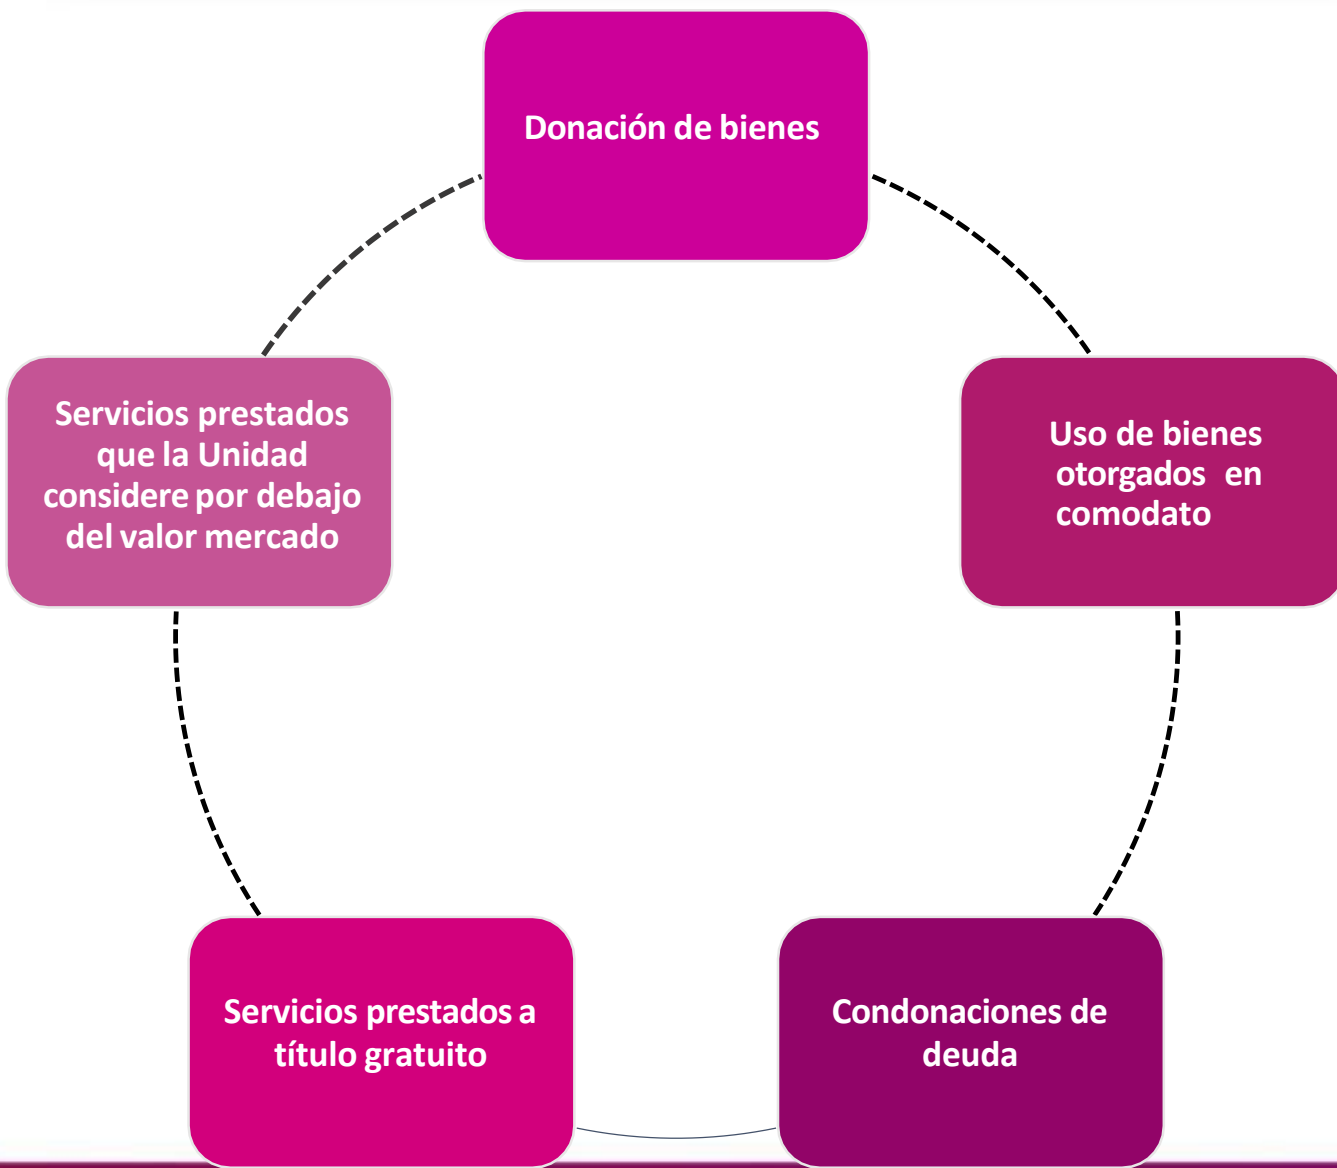 Donación de bienes
Servicios prestados
que la Unidad
considere por debajo
del valor mercado
Uso de bienes
otorgados en
comodato
Servicios prestados a
título gratuito
Condonaciones de
deuda